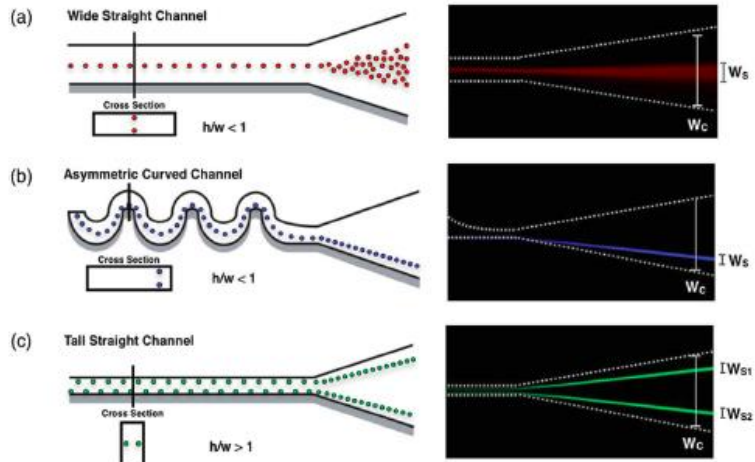 (a) Wide Straight Channel
Cross Section
h/w < 1
Ws
Wc
(b) Asymmetric Curved Channel
Cross Section
h/w < 1
Ws
Wc
(c) Tall Straight Channel
Cross Section
h/w > 1
Ws1
Ws2
Wc